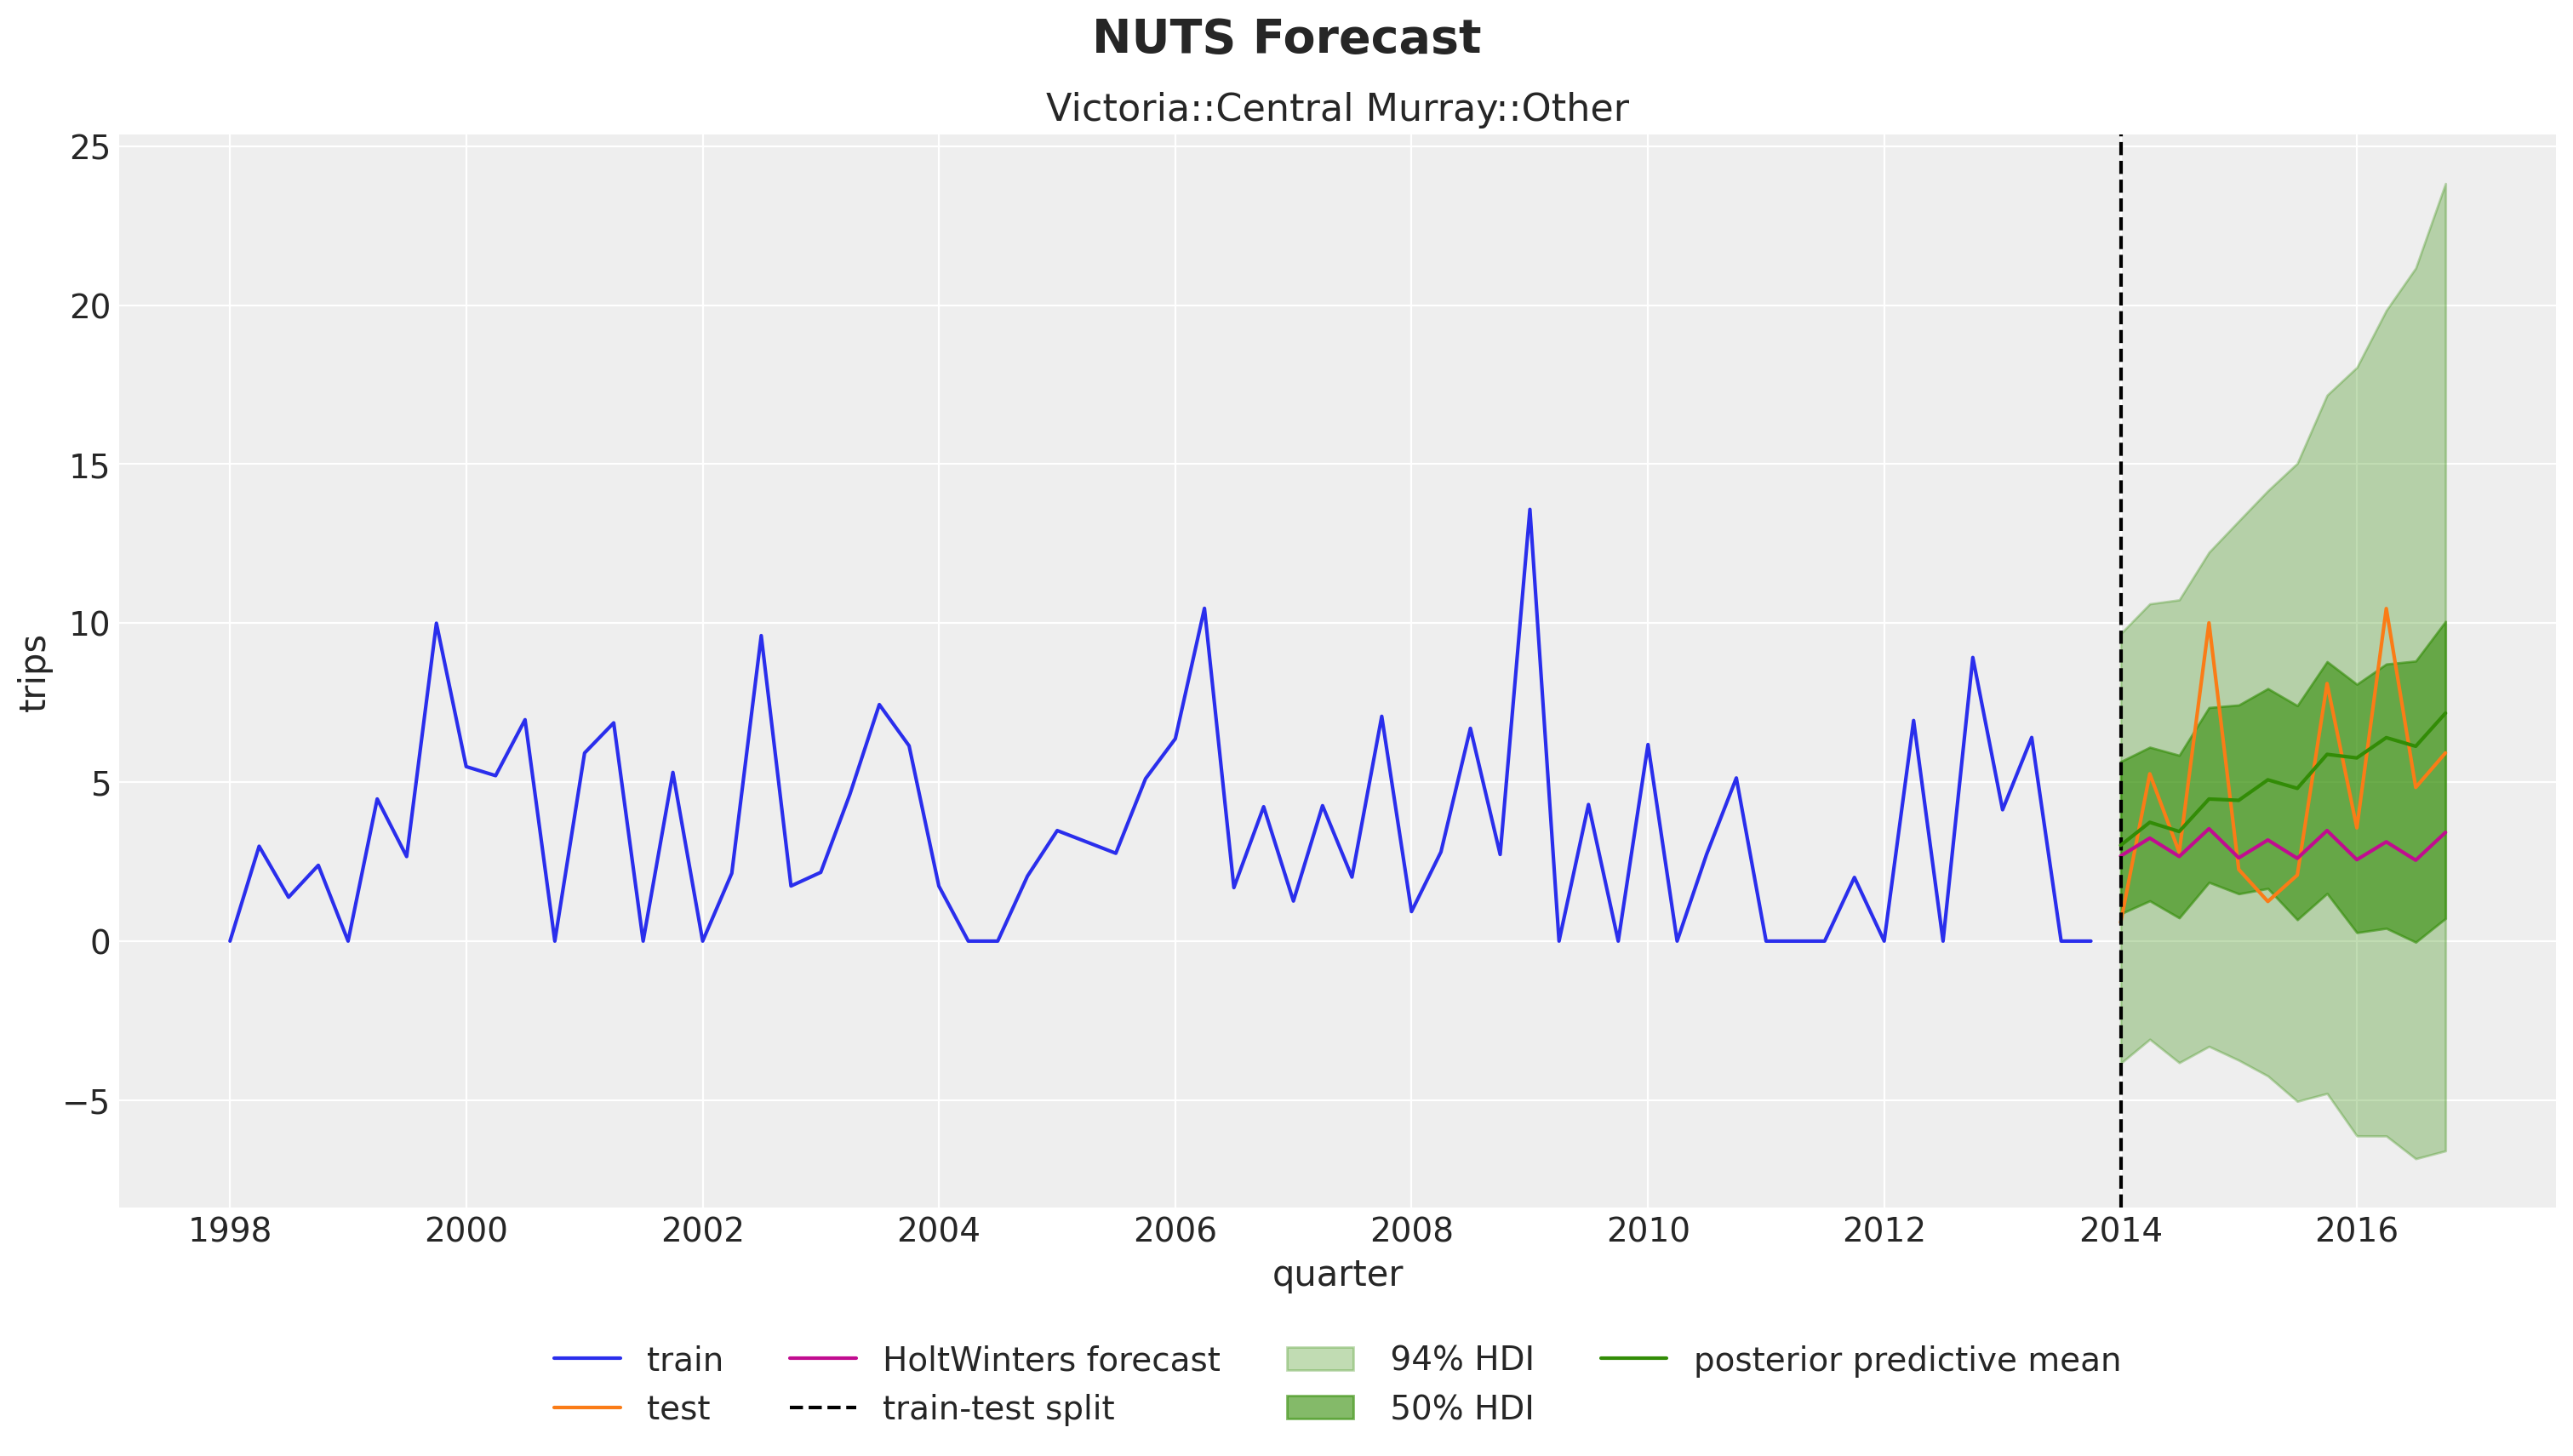 NUTS Forecast
Victoria::Central Murray::Other
25
20
15
10
5
0
−5
trips
1998 2000 2002 2004 2006 2008 2010 2012 2014 2016
quarter
train HoltWinters forecast 94% HDI posterior predictive mean
test train-test split 50% HDI